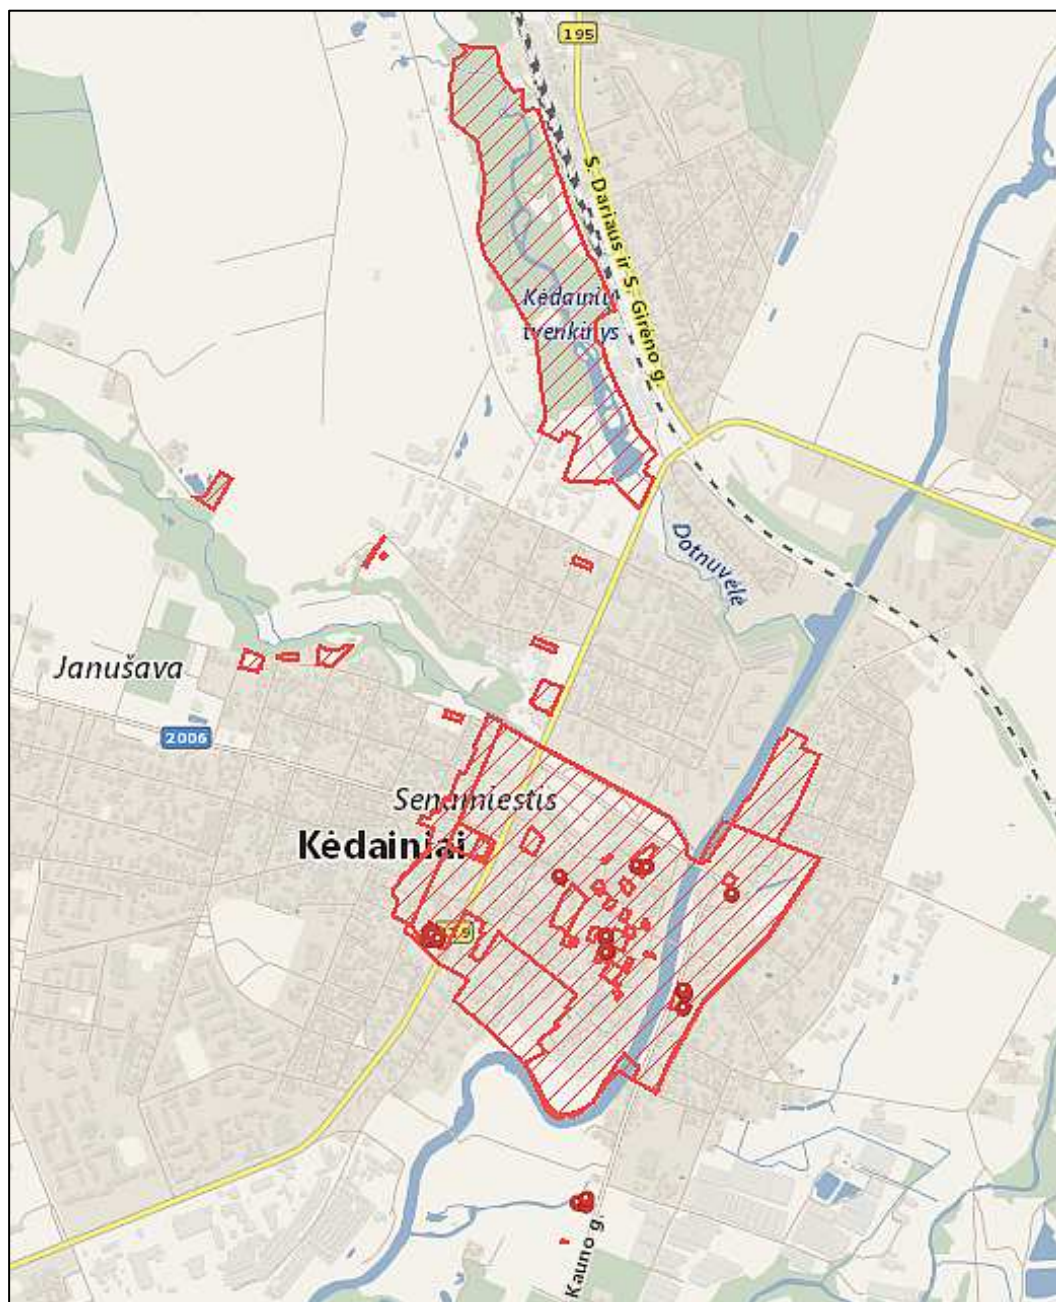 195
S. Dariaus ir S. Girėno g.
Kėdainių
tvenkinys
Dotnuvėlė
Janušava
2006
Senamiestis
Kėdainiai
Kauno g.